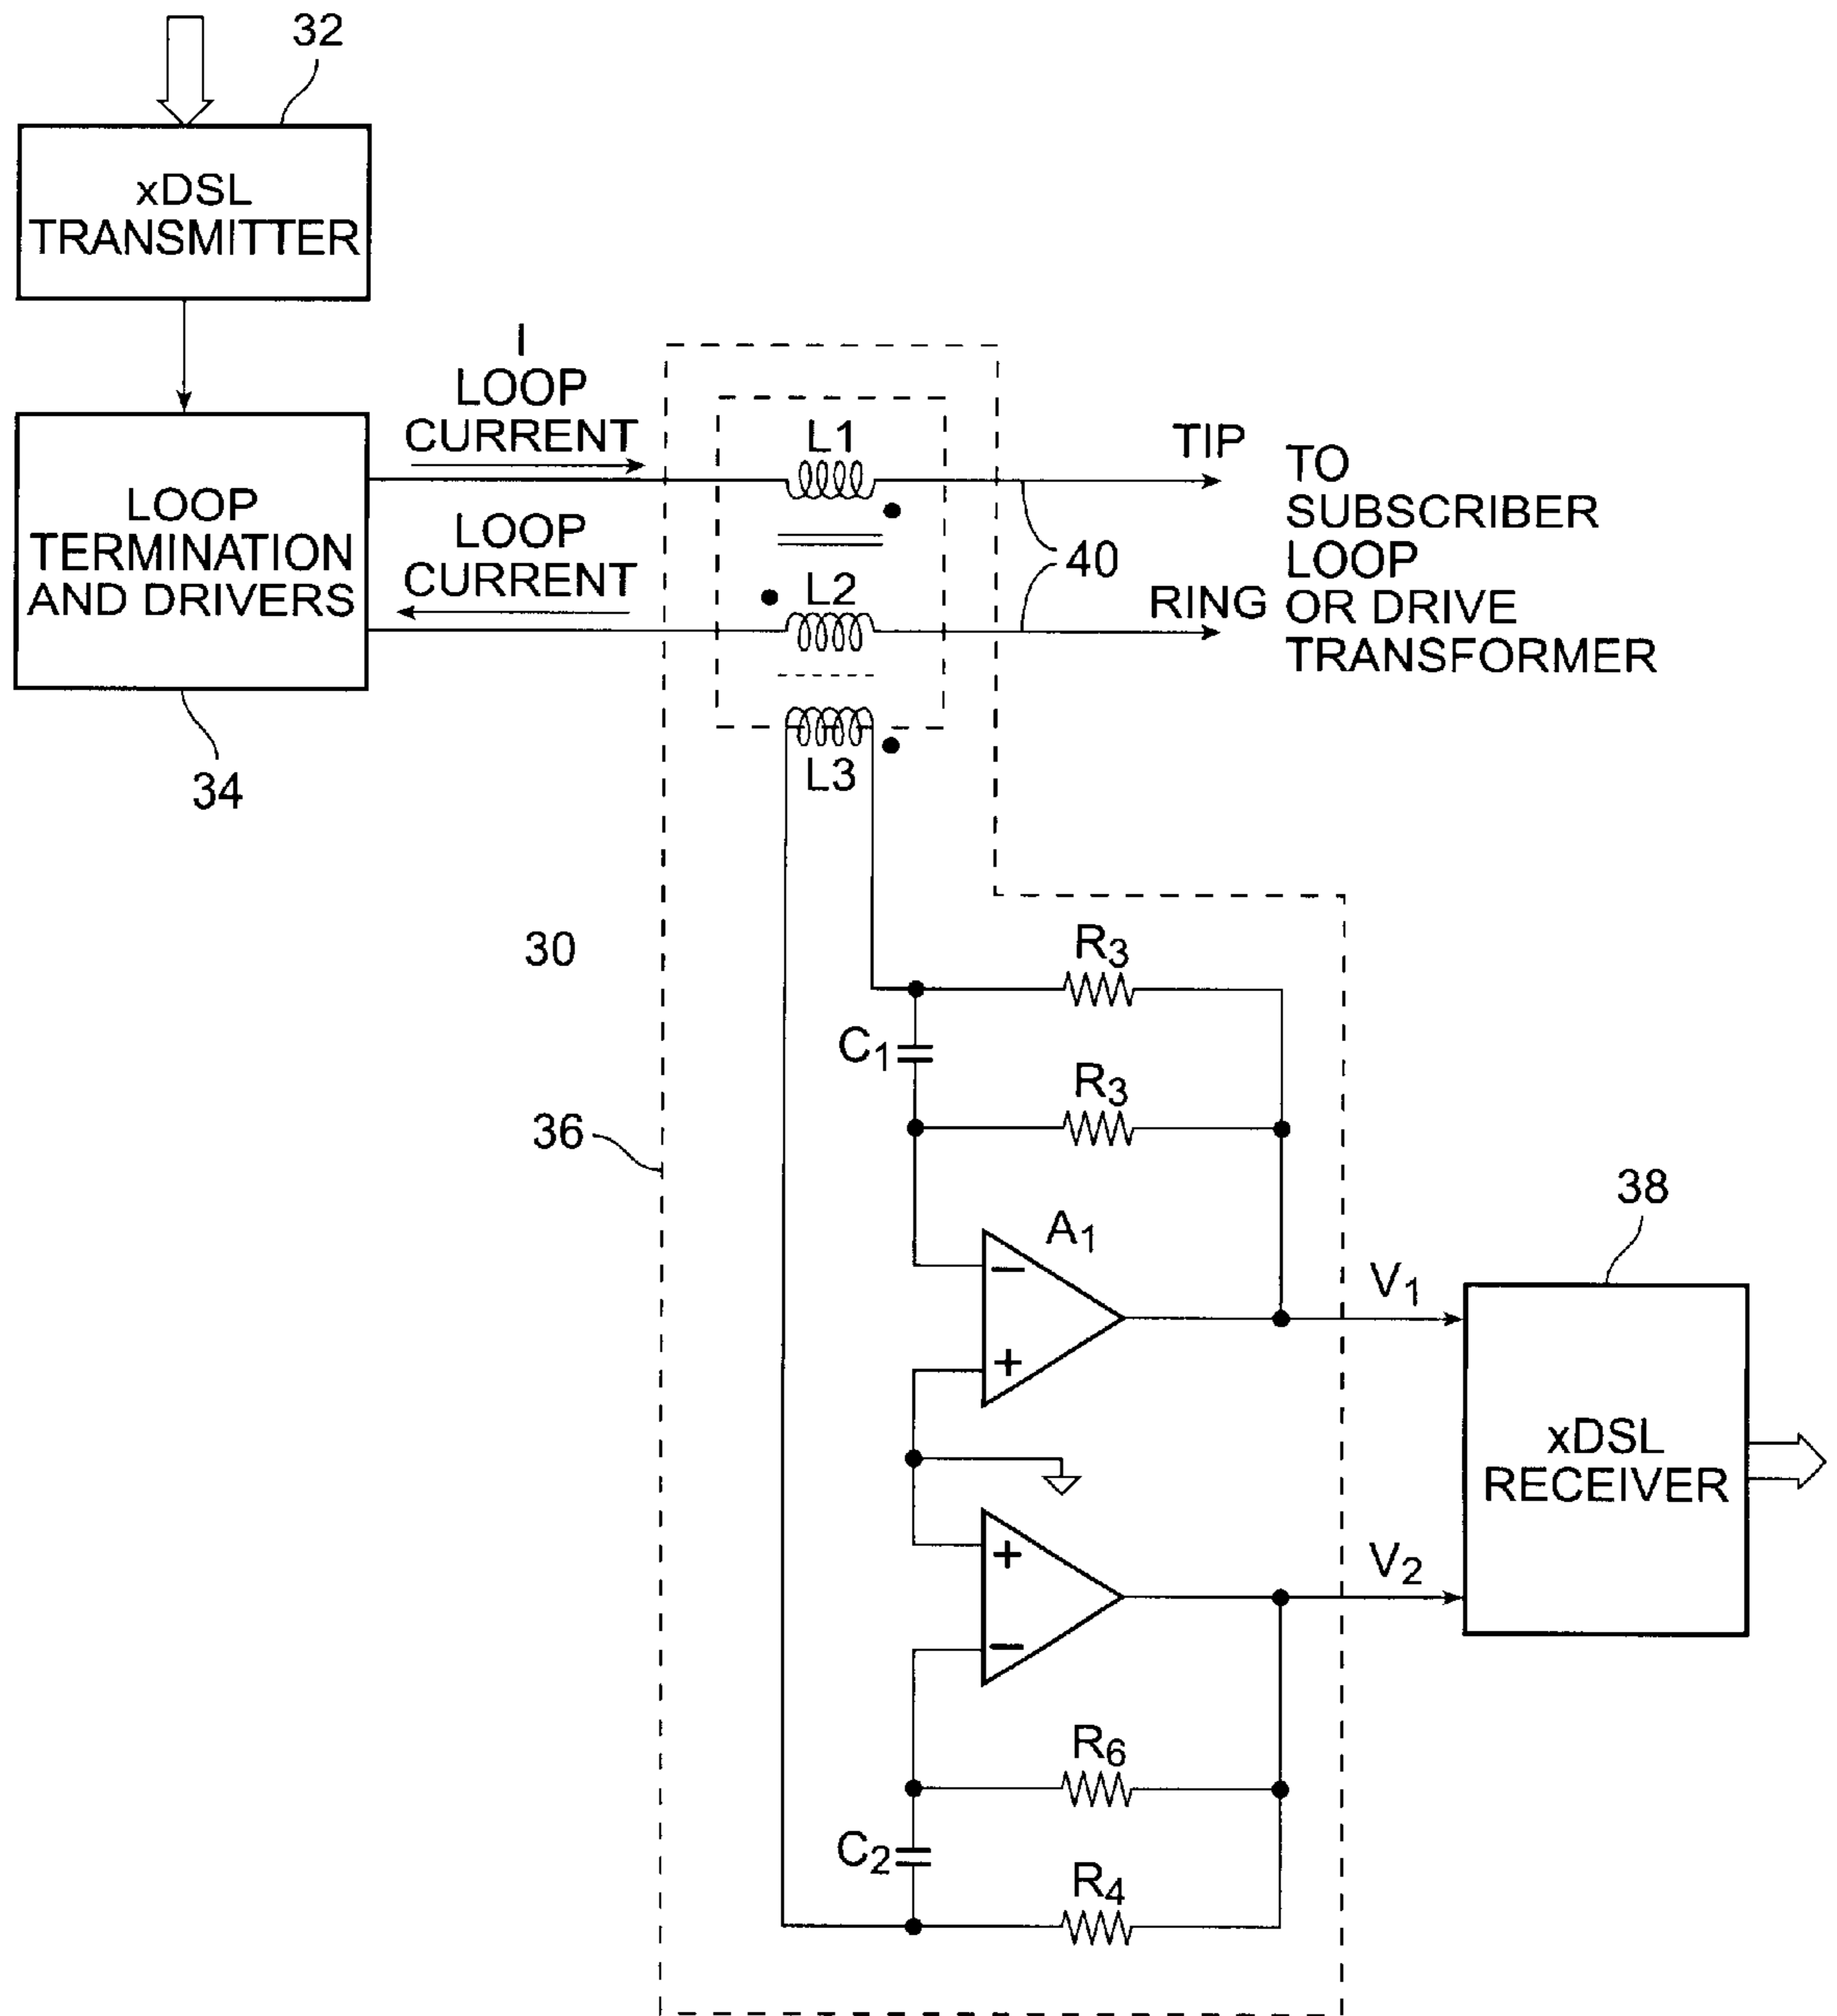 32
xDSL
TRANSMITTER
I
LOOP
CURRENT
LOOP
TERMINATION
AND DRIVERS
LOOP
CURRENT
34
L1
L2
L3
TIP
RING
40
TO
SUBSCRIBER
LOOP
OR DRIVE
TRANSFORMER
30
36
R3
C1
R3
A1
−
+
V1
38
xDSL
RECEIVER
+
−
V2
R6
C2
R4